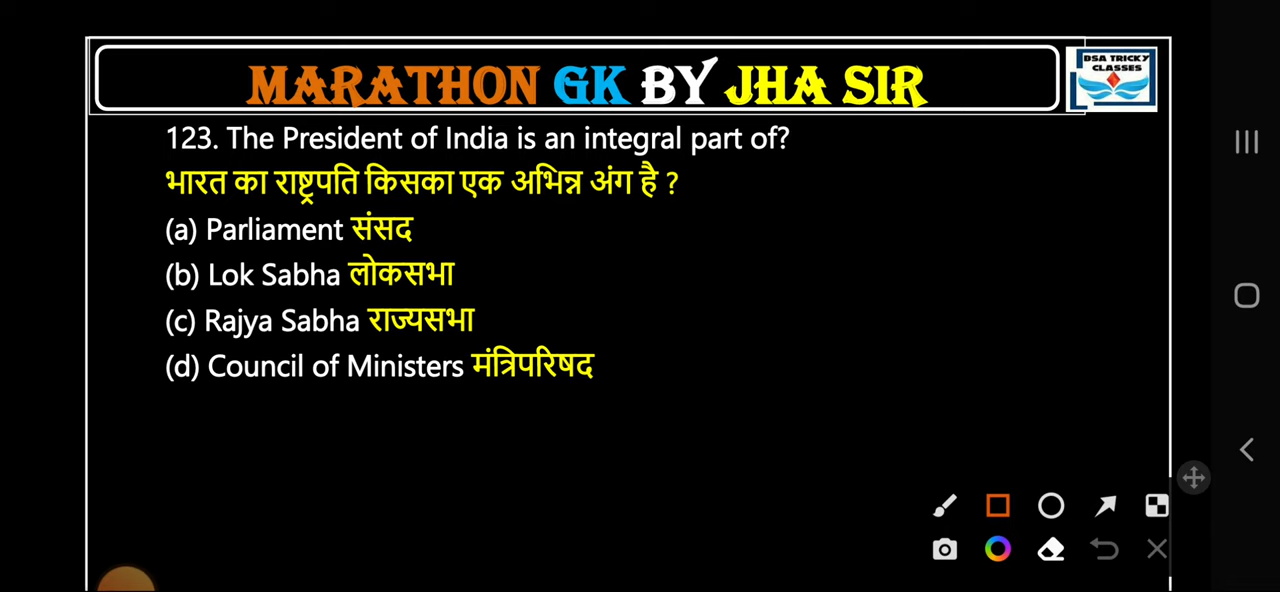 MARATHON GK BY JHA SIR
DSA TRICKY
CLASSES
123. The President of India is an integral part of?
भारत का राष्ट्रपति किसका एक अभिन्न अंग है ?
(a) Parliament संसद
(b) Lok Sabha लोकसभा
(c) Rajya Sabha राज्यसभा
(d) Council of Ministers मंत्रिपरिषद